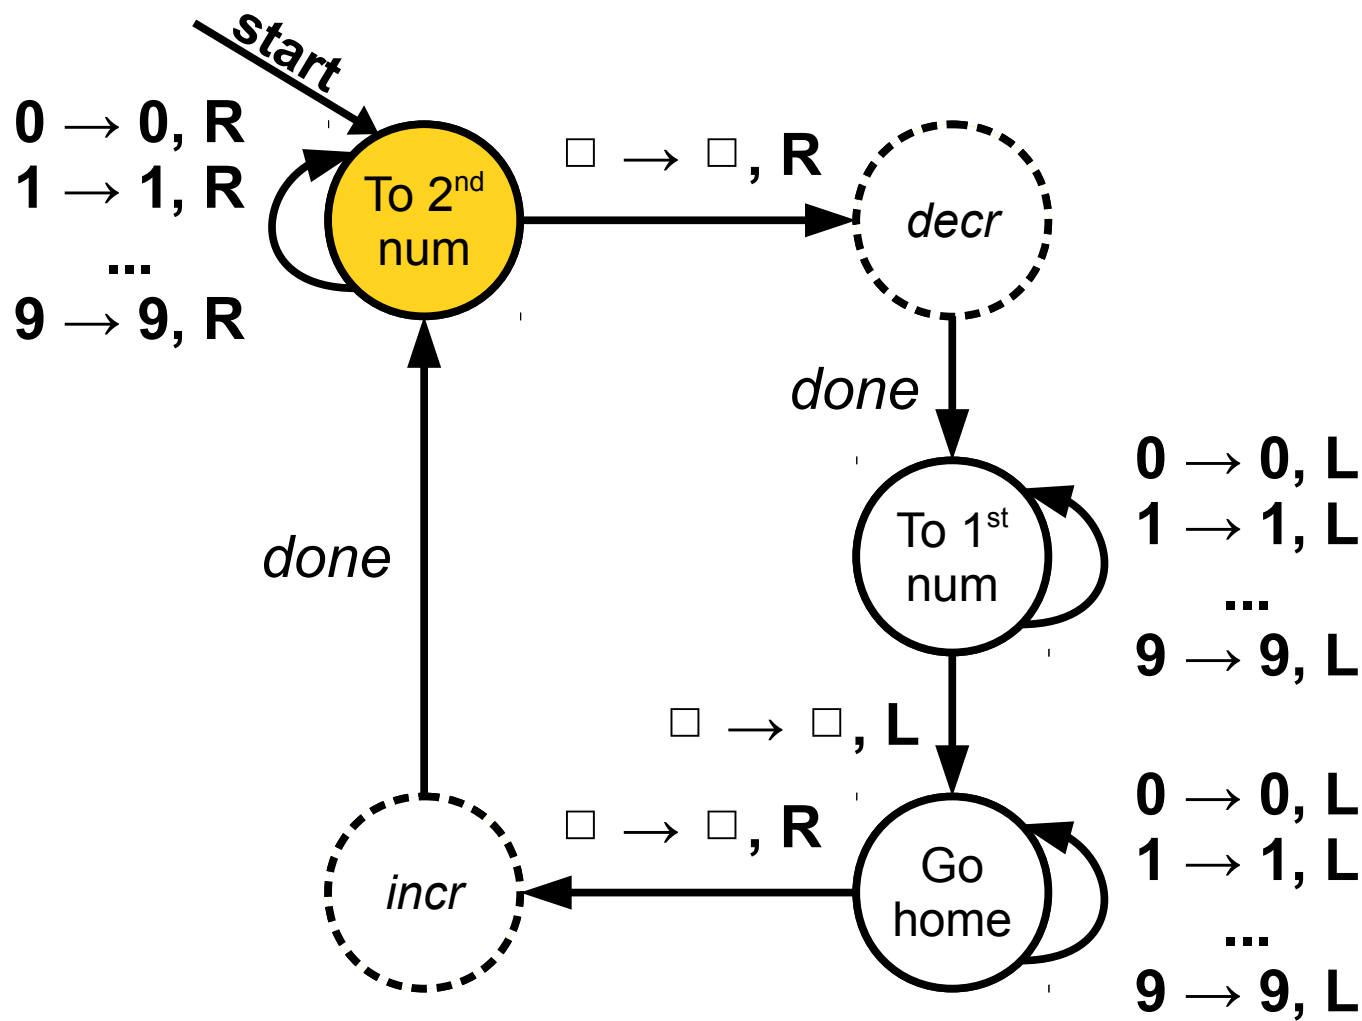 start
0 → 0, R
1 → 1, R
...
9 → 9, R
To 2nd
num
□ → □, R
decr
done
0 → 0, L
1 → 1, L
...
9 → 9, L
To 1st
num
done
□ → □, L
□ → □, R
0 → 0, L
1 → 1, L
...
9 → 9, L
Go
home
incr